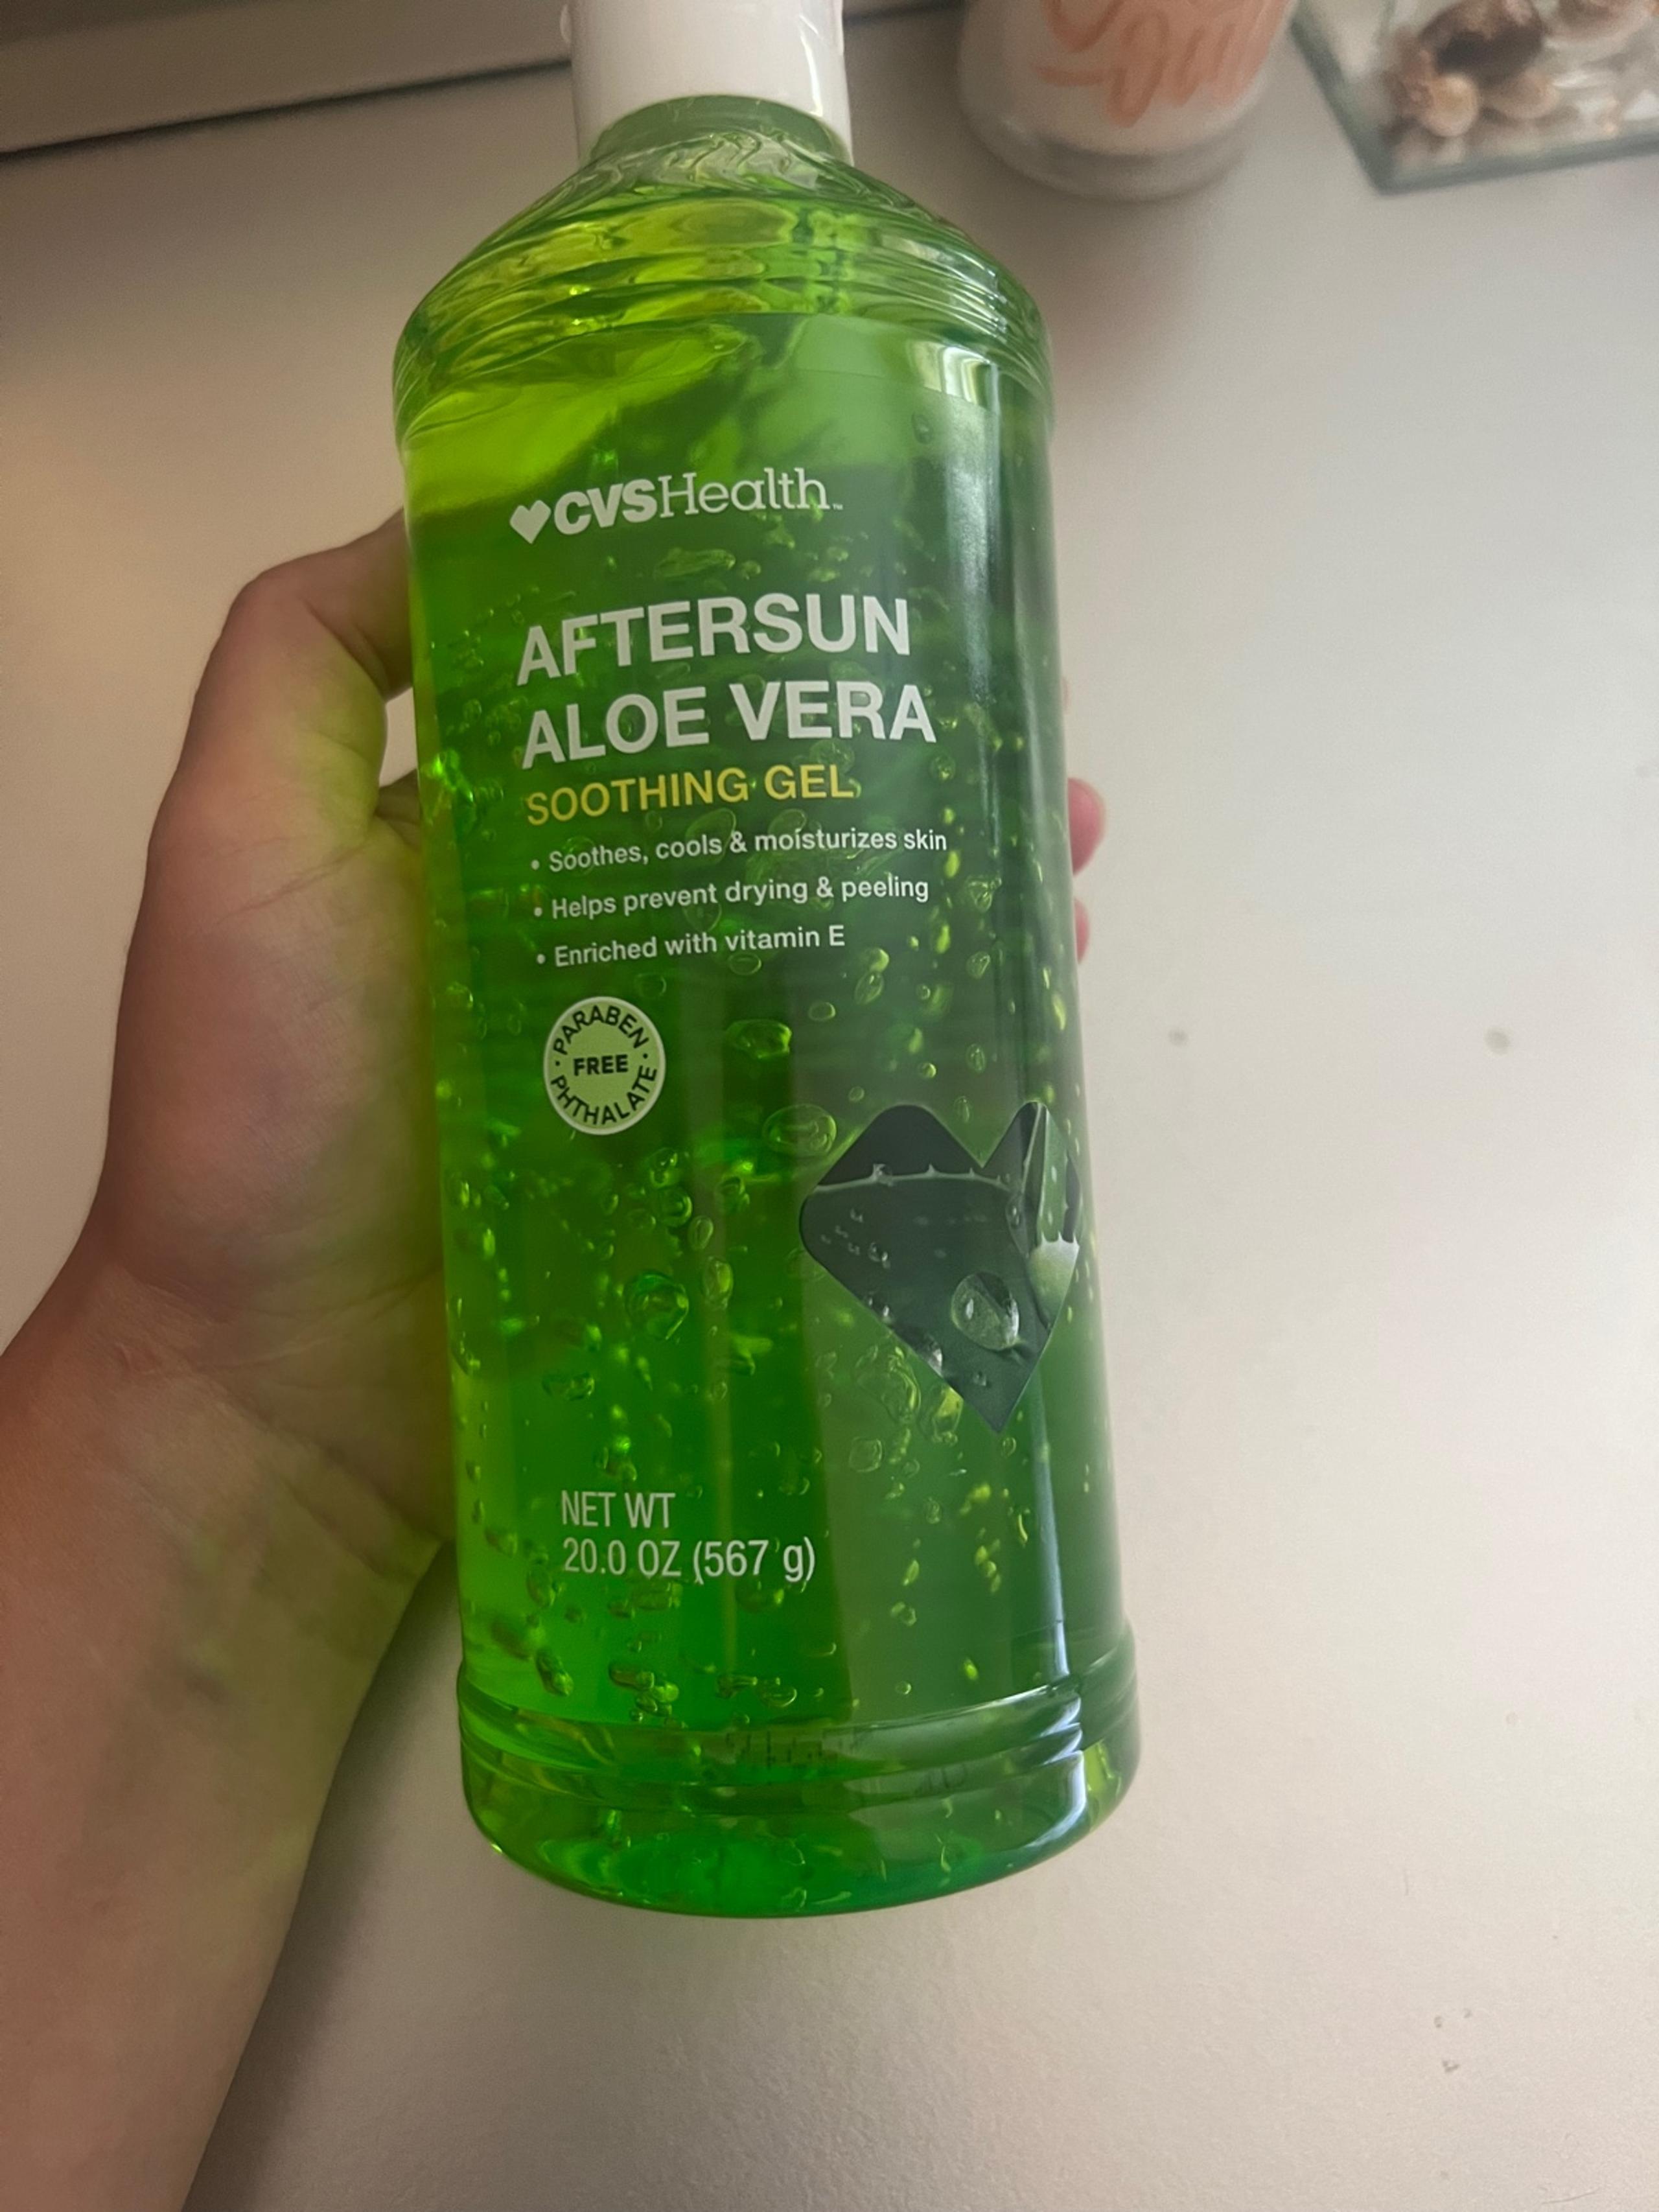 CVSHealth™
AFTERSUN
ALOE VERA
SOOTHING GEL
• Soothes, cools & moisturizes skin
• Helps prevent drying & peeling
• Enriched with vitamin E
PARABEN
FREE
PHTHALATE
NET WT
20.0 OZ (567 g)